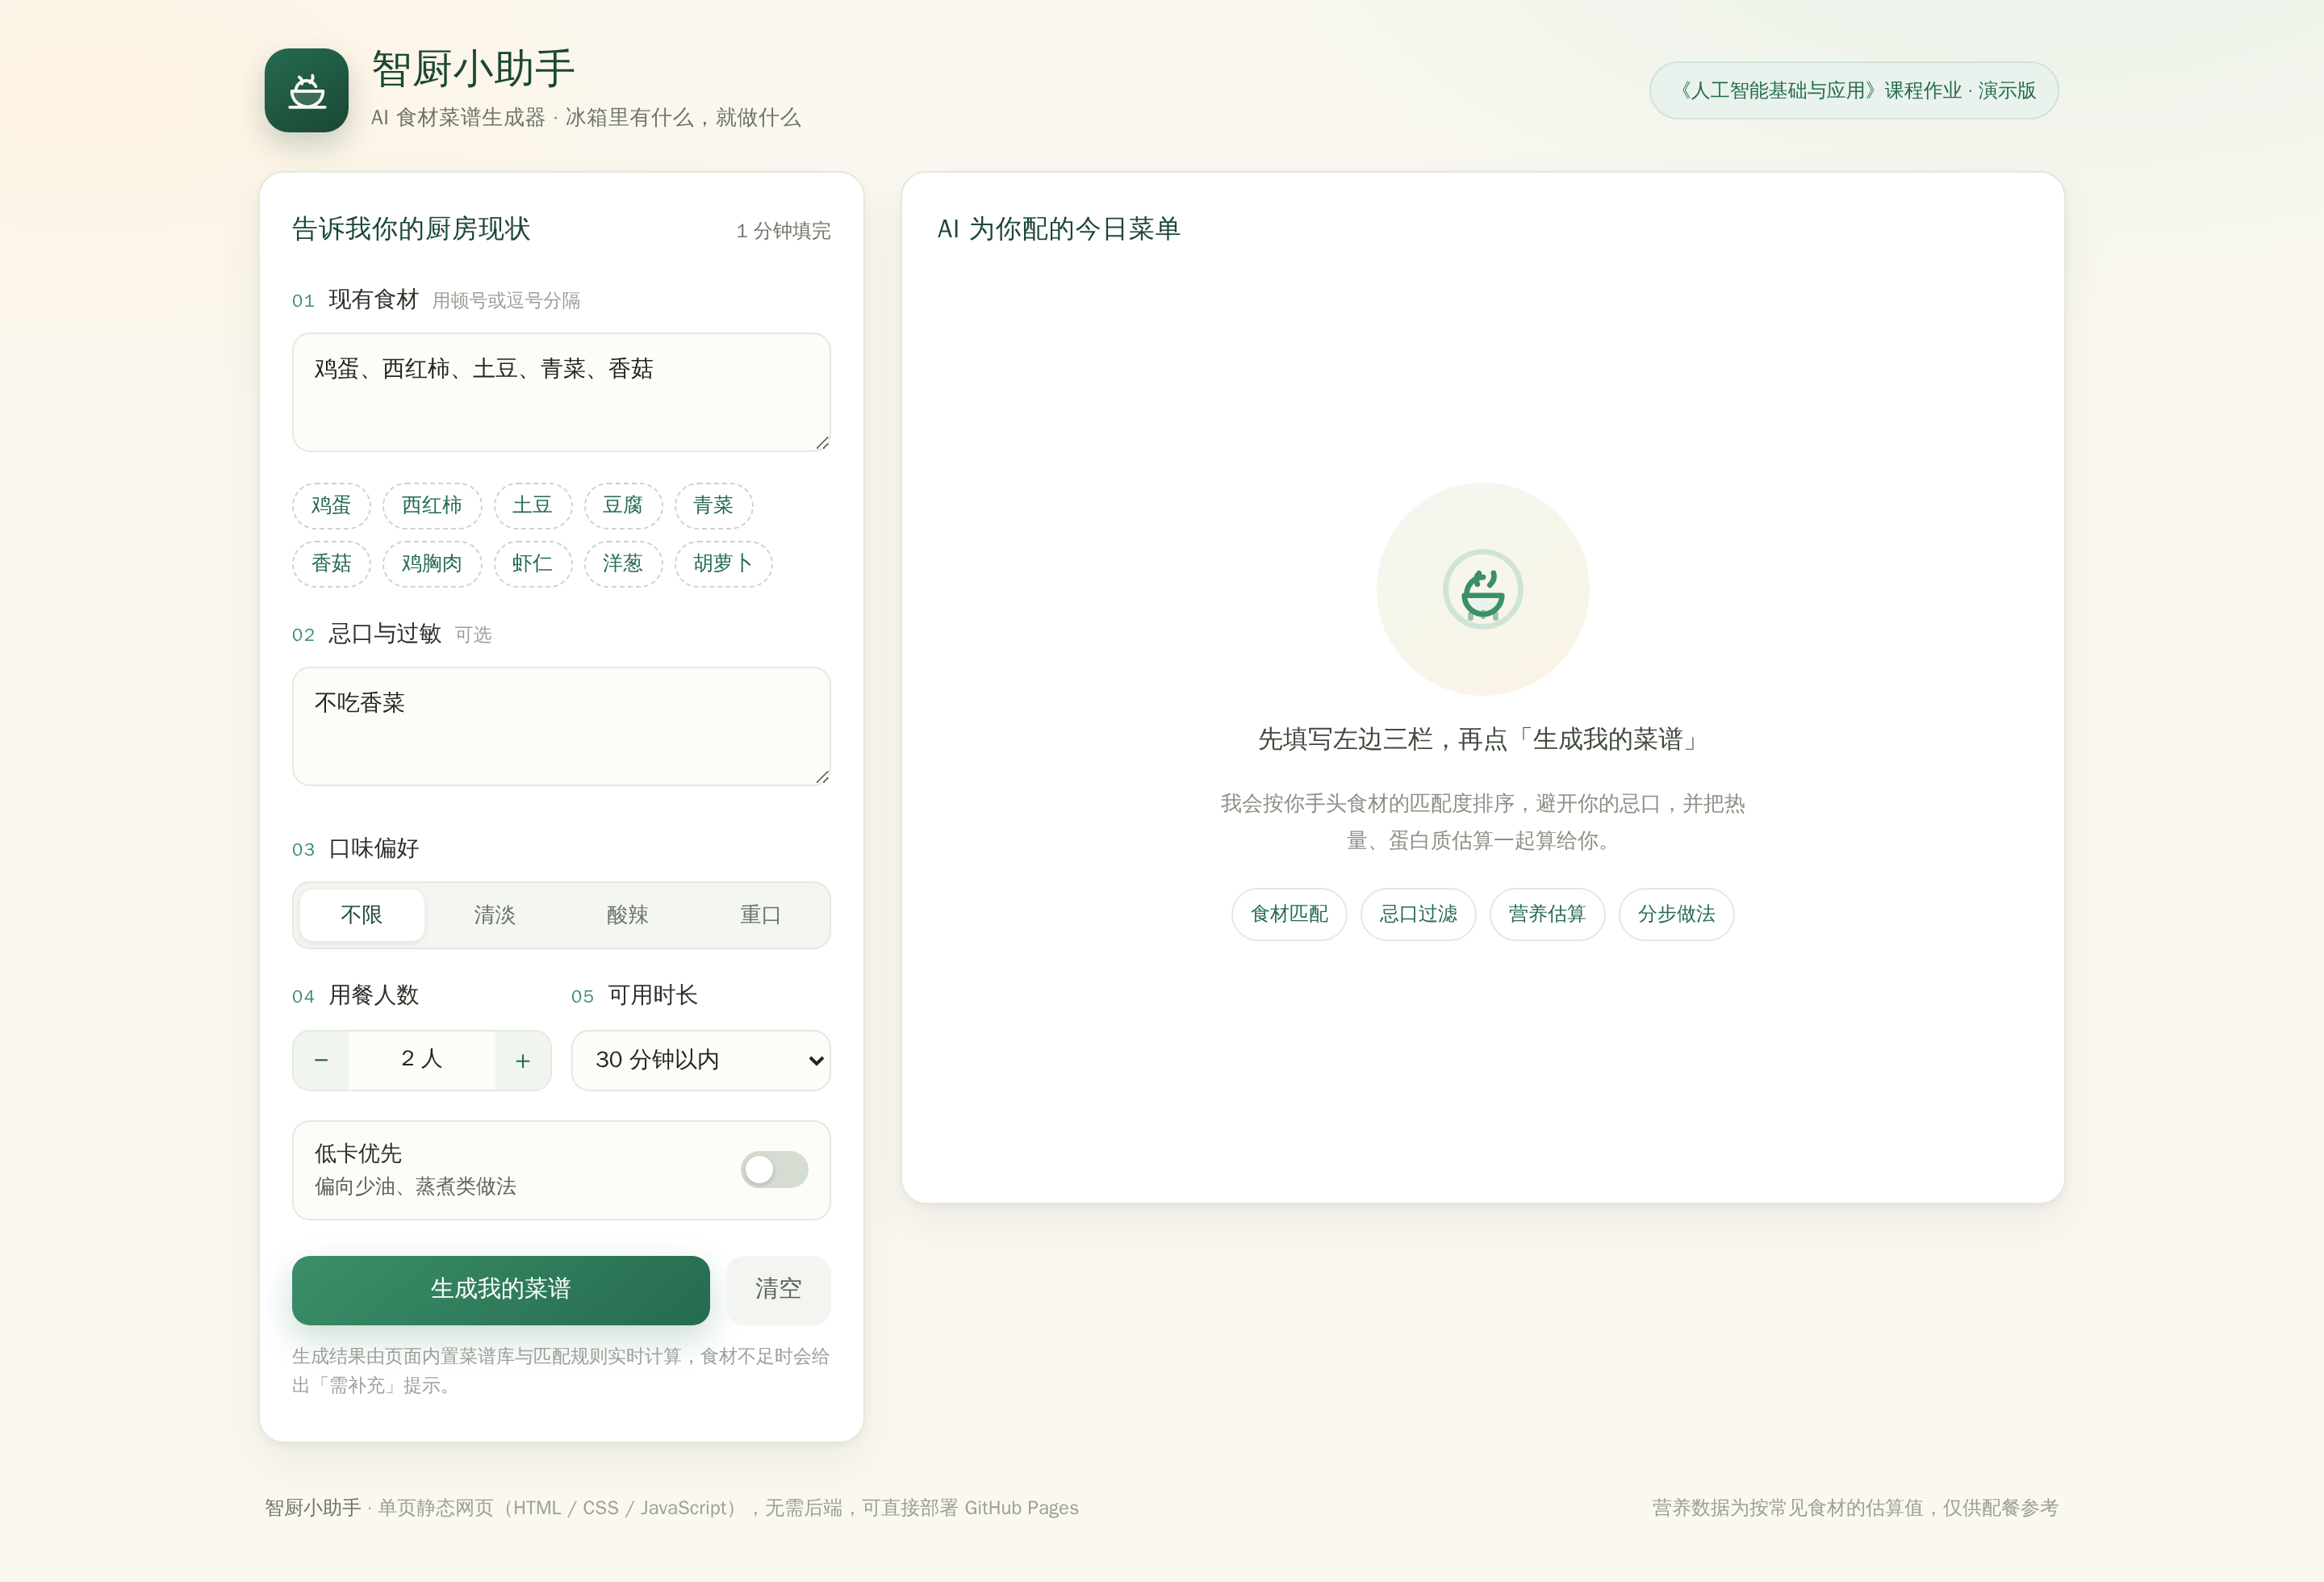 智厨小助手
AI 食材菜谱生成器 · 冰箱里有什么，就做什么
《人工智能基础与应用》课程作业 · 演示版
告诉我你的厨房现状
1 分钟填完
01 现有食材 用顿号或逗号分隔
鸡蛋、西红柿、土豆、青菜、香菇
鸡蛋 西红柿 土豆 豆腐 青菜
香菇 鸡胸肉 虾仁 洋葱 胡萝卜
02 忌口与过敏 可选
不吃香菜
03 口味偏好
不限 清淡 酸辣 重口
04 用餐人数 05 可用时长
− 2 人 + 30 分钟以内
低卡优先
偏向少油、蒸煮类做法
生成我的菜谱 清空
生成结果由页面内置菜谱库与匹配规则实时计算，食材不足时会给
出「需补充」提示。
AI 为你配的今日菜单
先填写左边三栏，再点「生成我的菜谱」
我会按你手头食材的匹配度排序，避开你的忌口，并把热
量、蛋白质估算一起算给你。
食材匹配 忌口过滤 营养估算 分步做法
智厨小助手 · 单页静态网页（HTML / CSS / JavaScript），无需后端，可直接部署 GitHub Pages
营养数据为按常见食材的估算值，仅供配餐参考